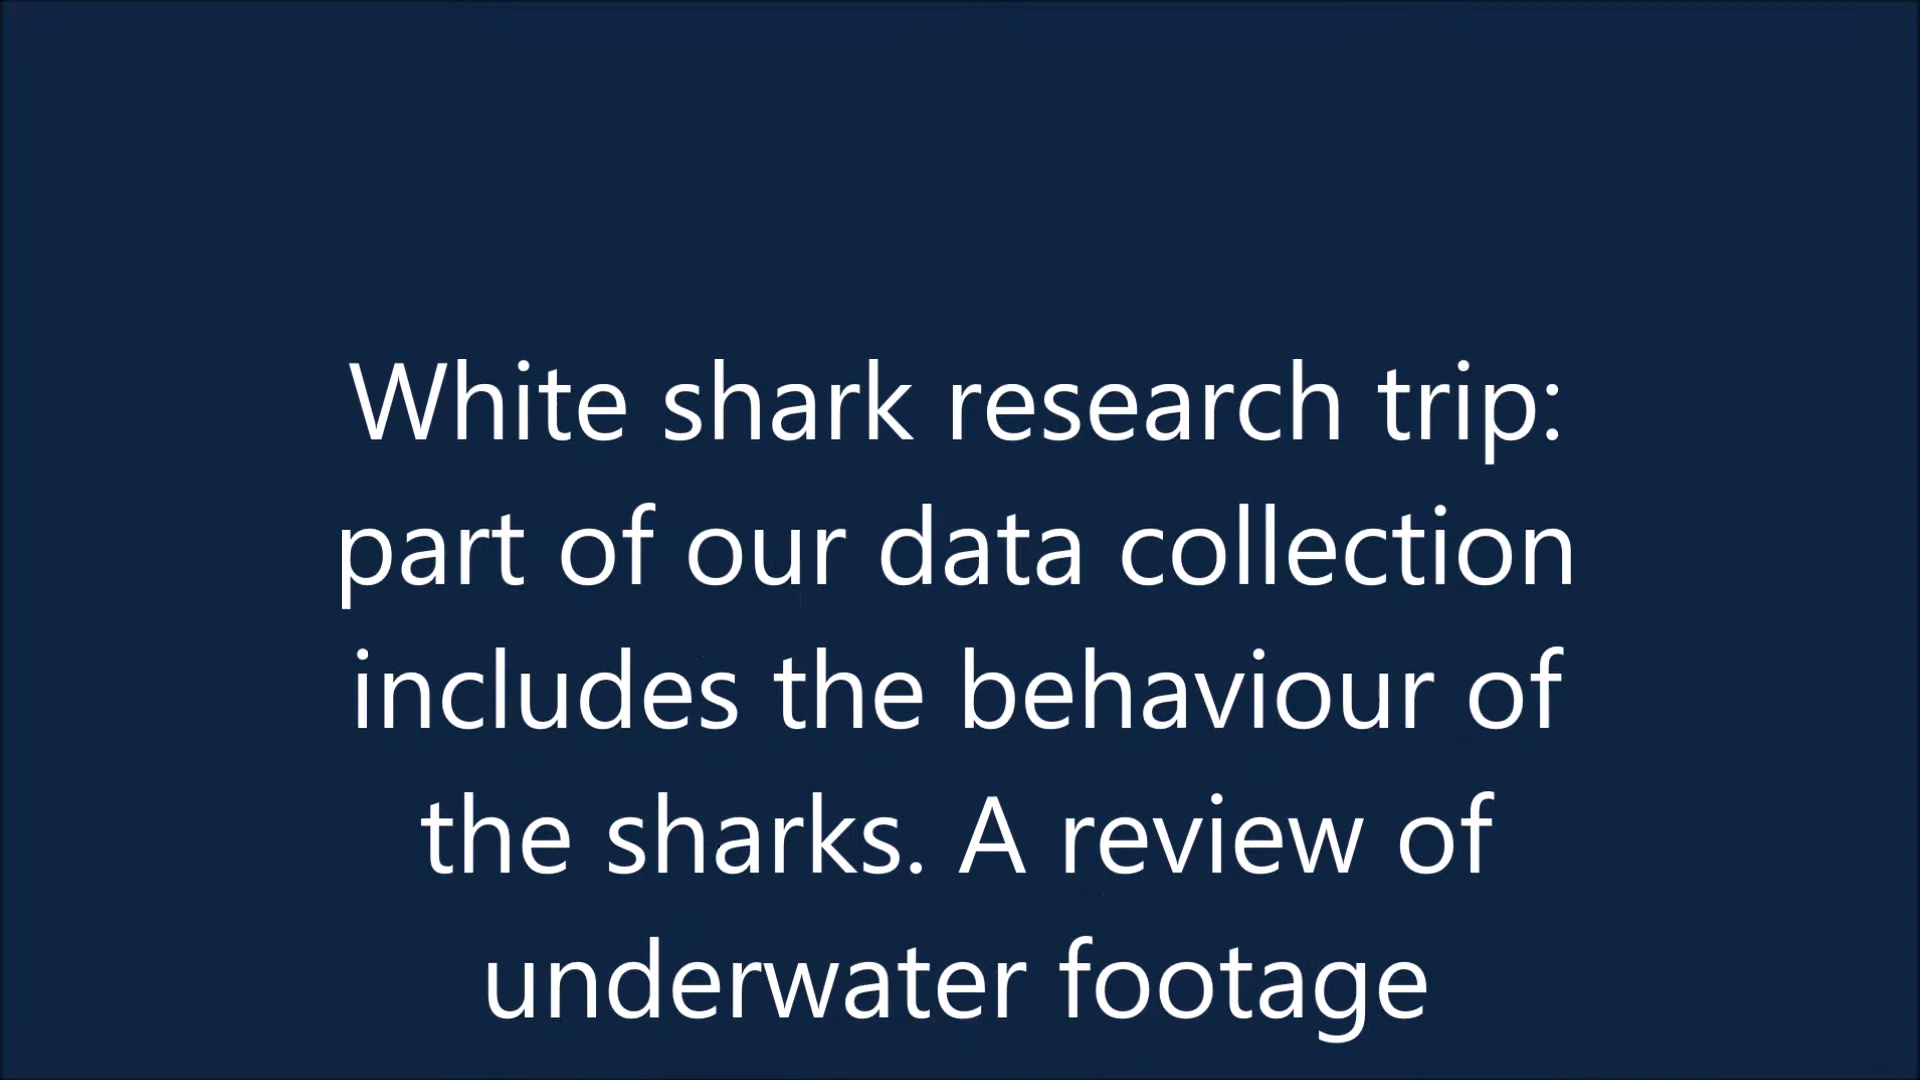 White shark research trip:
part of our data collection
includes the behaviour of
the sharks. A review of
underwater footage